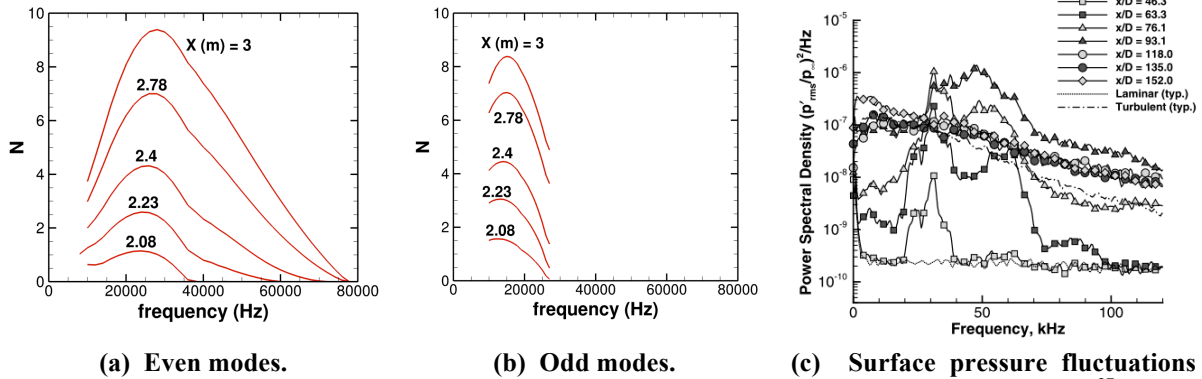 10
8
6
4
2
0
N
X (m) = 3
2.78
2.4
2.23
2.08
0
20000
40000
60000
80000
frequency (Hz)
(a) Even modes.
10
8
6
4
2
0
N
X (m) = 3
2.78
2.4
2.23
2.08
0
20000
40000
60000
80000
frequency (Hz)
(b) Odd modes.
x/D = 46.3
x/D = 63.3
x/D = 76.1
x/D = 93.1
x/D = 118.0
x/D = 135.0
x/D = 152.0
Laminar (typ.)
Turbulent (typ.)
10⁻⁵
10⁻⁶
10⁻⁷
10⁻⁸
10⁻⁹
10⁻¹⁰
Power Spectral Density (p′rms/p∞)²/Hz
0
50
100
Frequency, kHz
(c) Surface pressure fluctuations